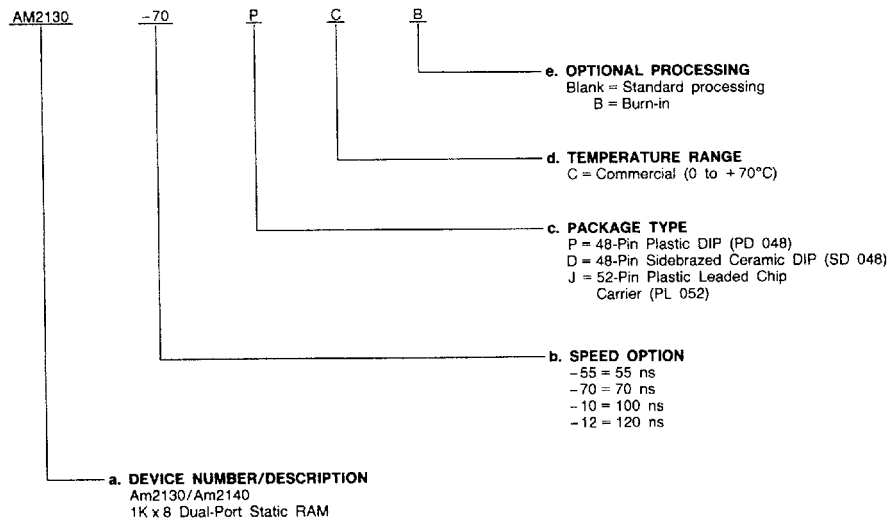 AM2130 -70 P C B
e. OPTIONAL PROCESSING
Blank = Standard processing
B = Burn-in
d. TEMPERATURE RANGE
C = Commercial (0 to +70°C)
c. PACKAGE TYPE
P = 48-Pin Plastic DIP (PD 048)
D = 48-Pin Sidebrazed Ceramic DIP (SD 048)
J = 52-Pin Plastic Leaded Chip
Carrier (PL 052)
b. SPEED OPTION
-55 = 55 ns
-70 = 70 ns
-10 = 100 ns
-12 = 120 ns
a. DEVICE NUMBER/DESCRIPTION
Am2130/Am2140
1K x 8 Dual-Port Static RAM